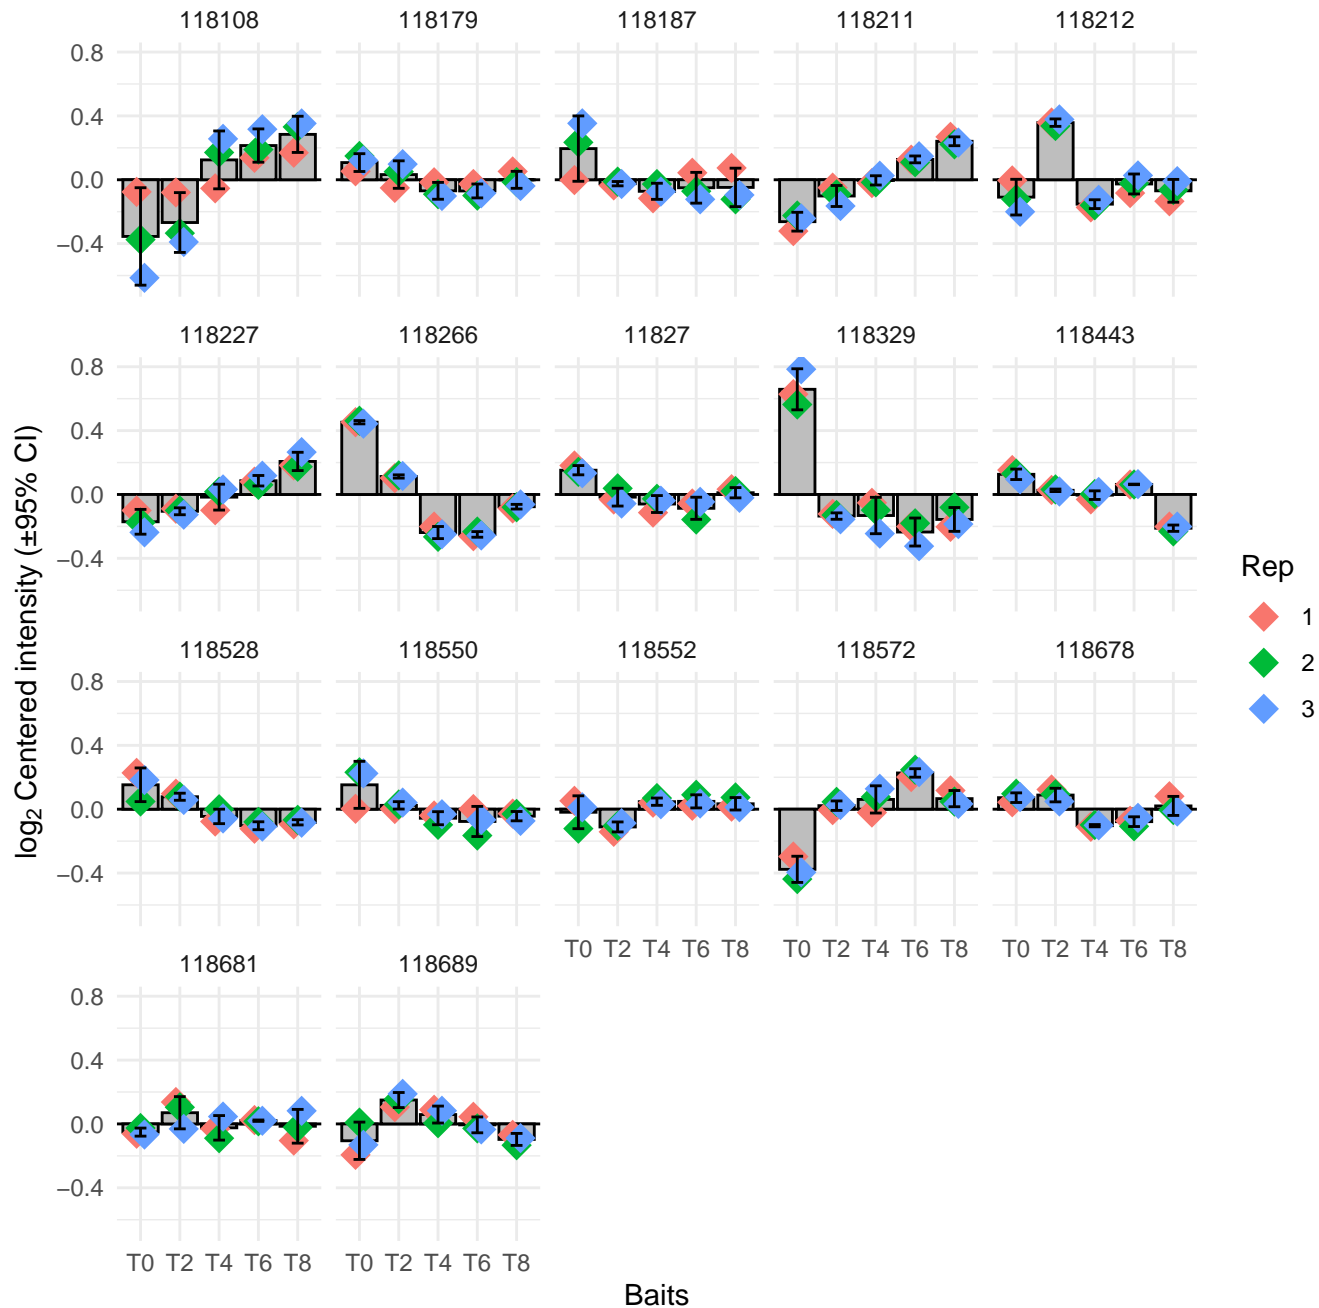 118108 118179 118187 118211 118212
0.8
0.4
0.0
−0.4
118227 118266 11827 118329 118443
0.8
0.4
0.0
−0.4
118528 118550 118552 118572 118678
0.8
0.4
0.0
−0.4
T0 T2 T4 T6 T8 T0 T2 T4 T6 T8 T0 T2 T4 T6 T8
118681 118689
0.8
0.4
0.0
−0.4
T0 T2 T4 T6 T8 T0 T2 T4 T6 T8
Baits
log₂ Centered intensity (±95% CI)
Rep
1
2
3